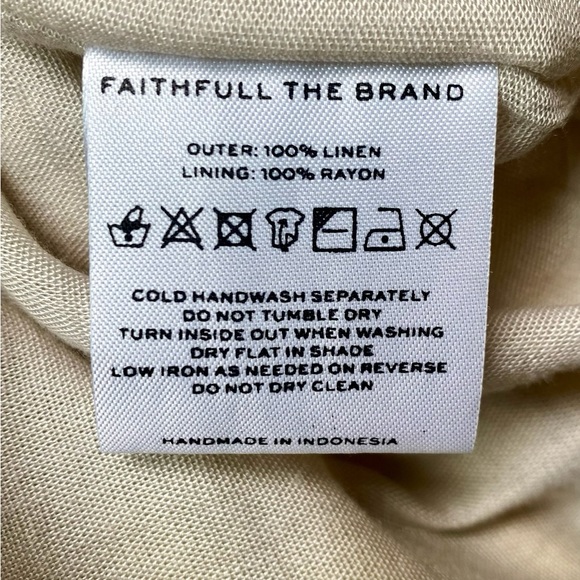 FAITHFULL THE BRAND
OUTER: 100% LINEN
LINING: 100% RAYON
COLD HANDWASH SEPARATELY
DO NOT TUMBLE DRY
TURN INSIDE OUT WHEN WASHING
DRY FLAT IN SHADE
LOW IRON AS NEEDED ON REVERSE
DO NOT DRY CLEAN
HANDMADE IN INDONESIA